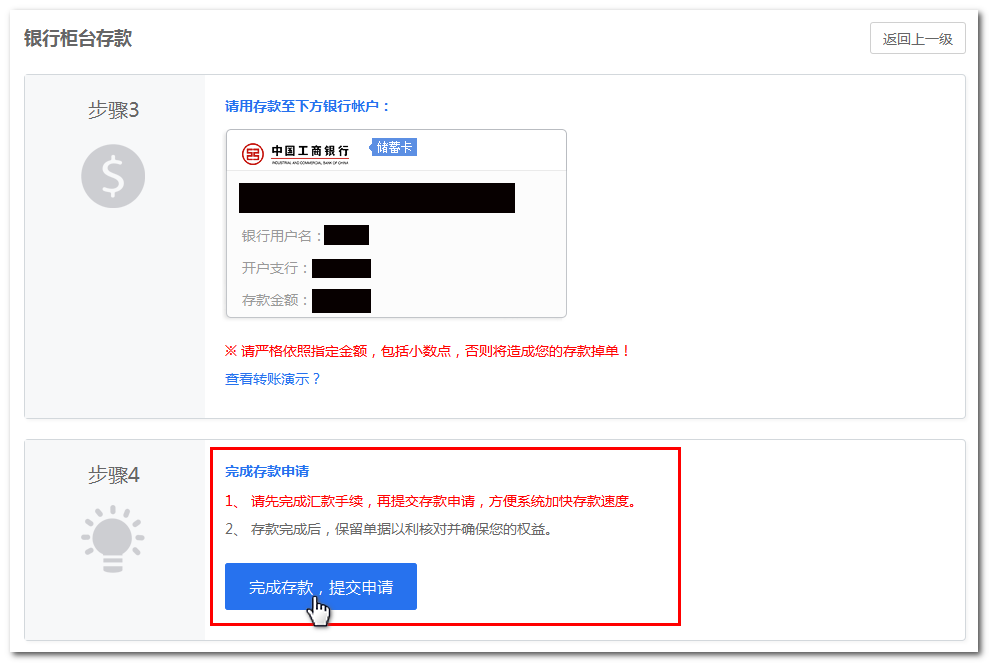 银行柜台存款
返回上一级
步骤3
请用存款至下方银行帐户：
中国工商银行
INDUSTRIAL AND COMMERCIAL BANK OF CHINA
储蓄卡
银行用户名：
开户支行：
存款金额：
※ 请严格依照指定金额，包括小数点，否则将造成您的存款掉单！
查看转账演示？
步骤4
完成存款申请
1、 请先完成汇款手续，再提交存款申请，方便系统加快存款速度。
2、 存款完成后，保留单据以利核对并确保您的权益。
完成存款，提交申请